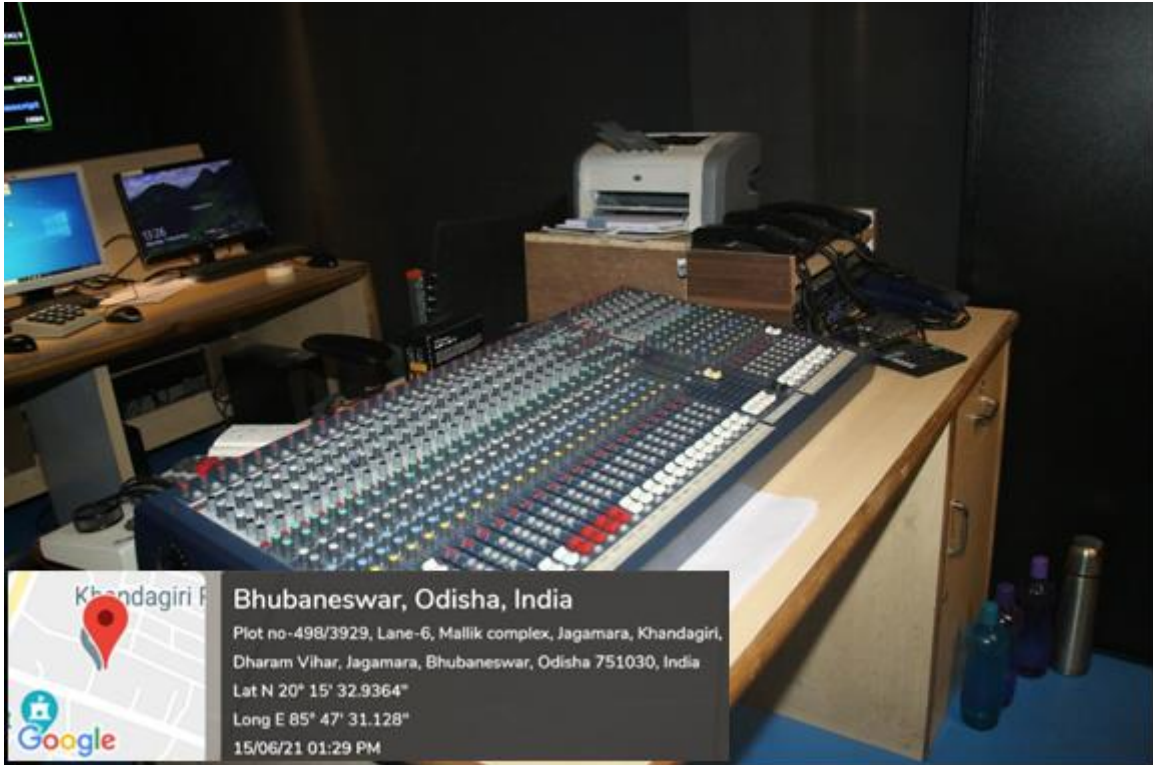 13:26
Khandagiri
Google
Bhubaneswar, Odisha, India
Plot no-498/3929, Lane-6, Mallik complex, Jagamara, Khandagiri,
Dharam Vihar, Jagamara, Bhubaneswar, Odisha 751030, India
Lat N 20° 15' 32.9364"
Long E 85° 47' 31.128"
15/06/21 01:29 PM